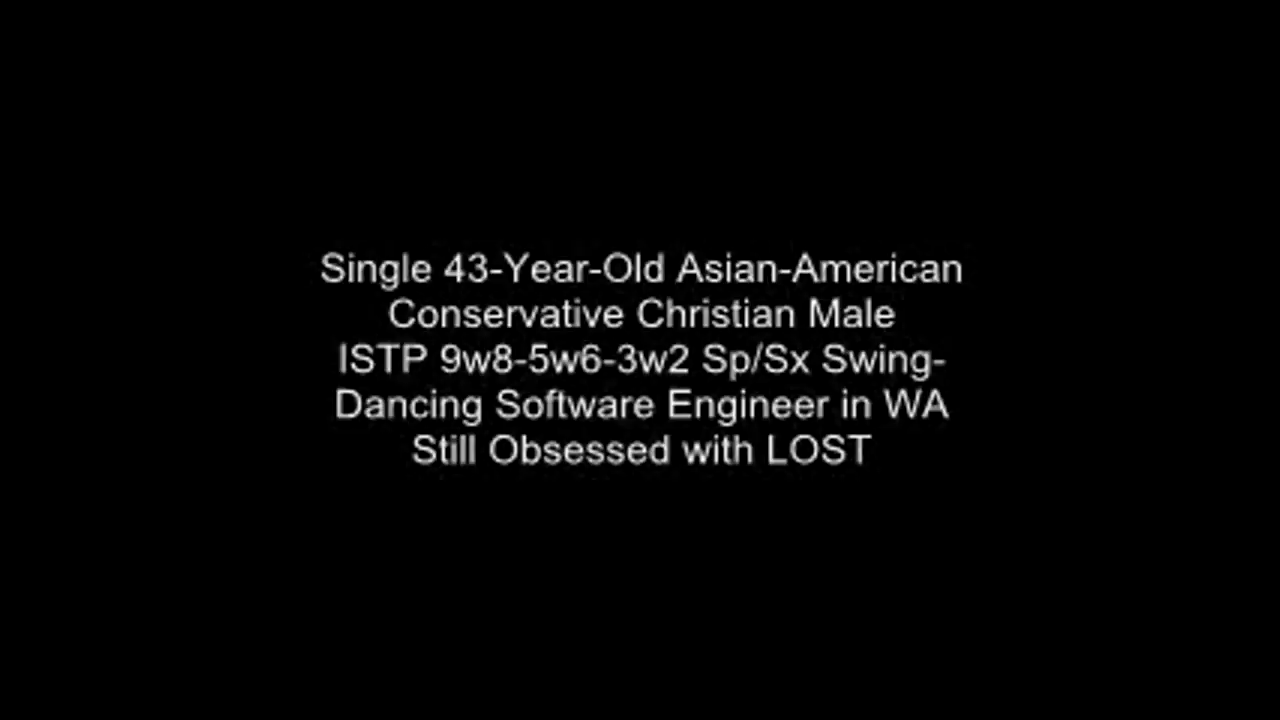 Single 43-Year-Old Asian-American
Conservative Christian Male
ISTP 9w8-5w6-3w2 Sp/Sx Swing-
Dancing Software Engineer in WA
Still Obsessed with LOST